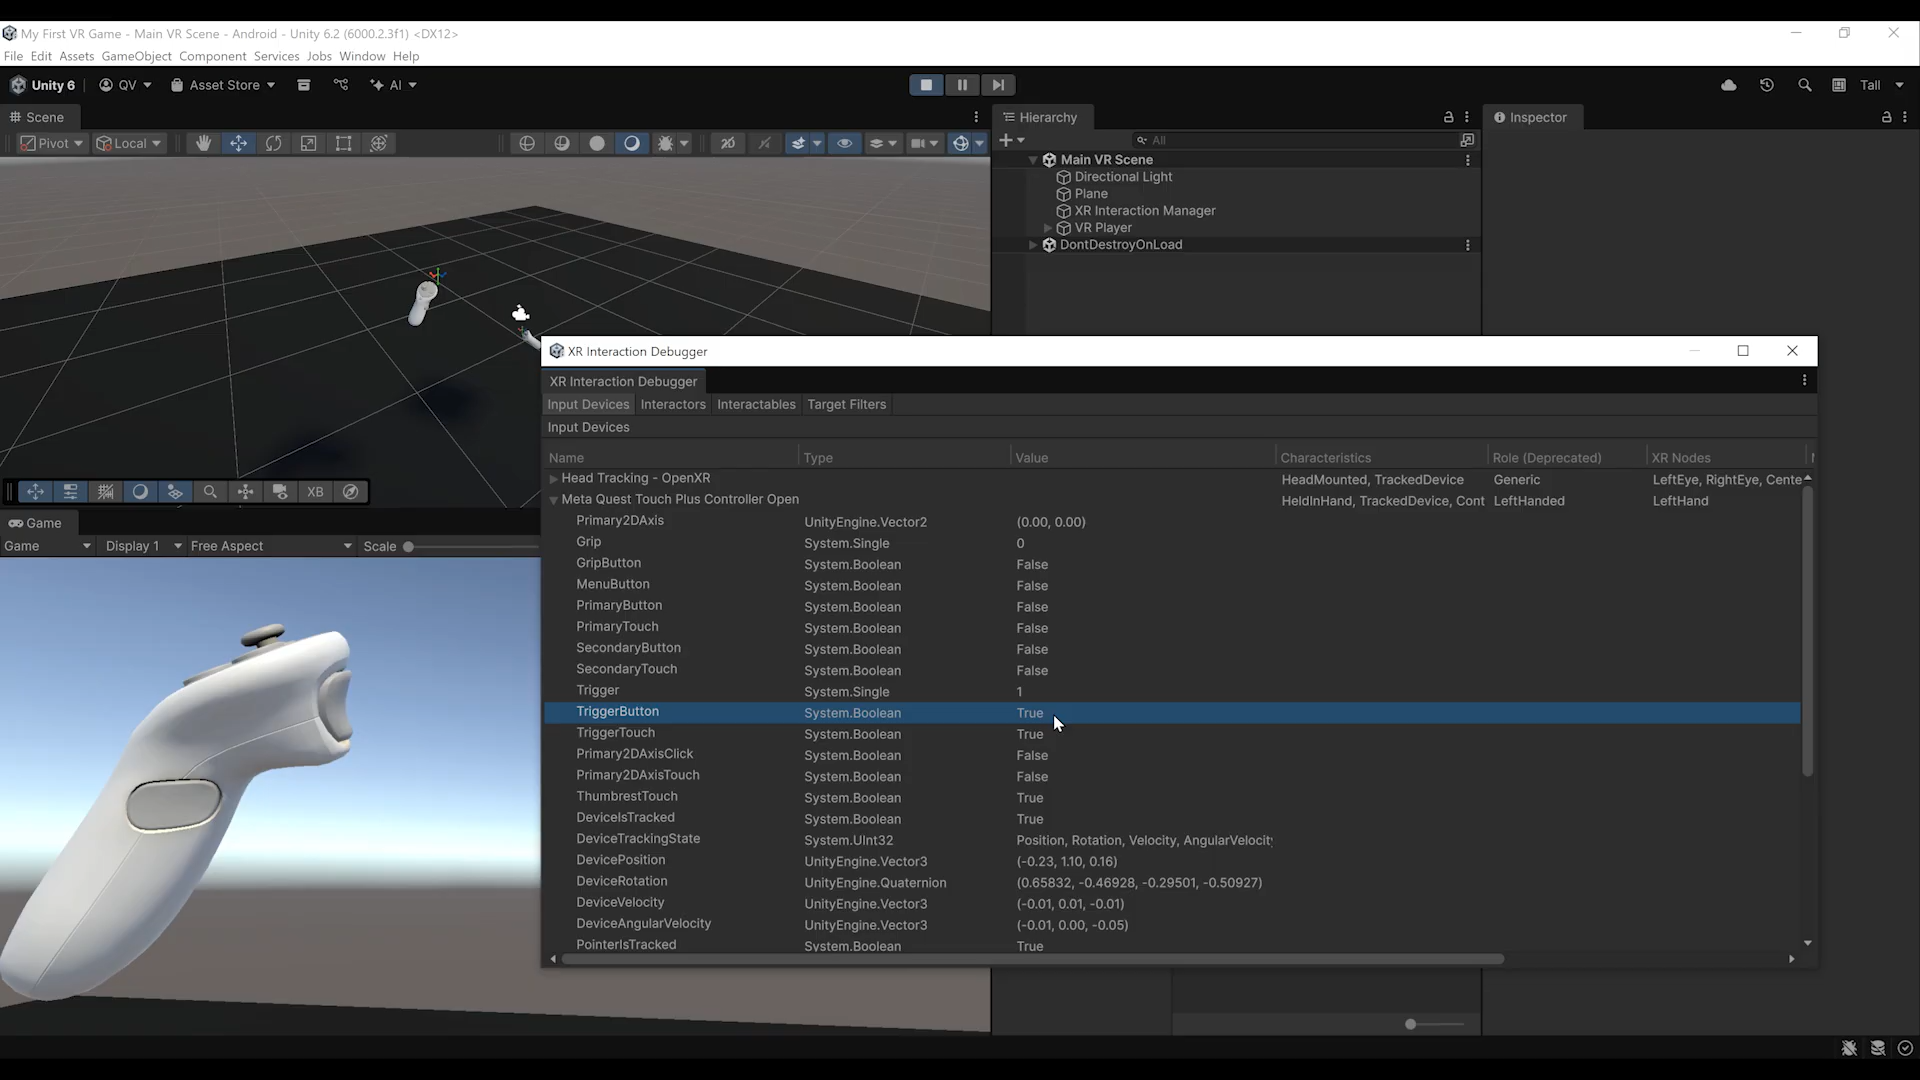 My First VR Game - Main VR Scene - Android - Unity 6.2 (6000.2.3f1) <DX12>
File Edit Assets GameObject Component Services Jobs Window Help
Unity 6 QV Asset Store AI Tall
Scene
Hierarchy
Inspector
Pivot Local 2D
All
Main VR Scene
Directional Light
Plane
XR Interaction Manager
VR Player
DontDestroyOnLoad
XB
Game
Game Display 1 Free Aspect Scale
XR Interaction Debugger
XR Interaction Debugger
Input Devices Interactors Interactables Target Filters
Input Devices
Name Type Value Characteristics Role (Deprecated) XR Nodes
Head Tracking - OpenXR HeadMounted, TrackedDevice Generic LeftEye, RightEye, Cente
Meta Quest Touch Plus Controller Open HeldInHand, TrackedDevice, Cont LeftHanded LeftHand
Primary2DAxis UnityEngine.Vector2 (0.00, 0.00)
Grip System.Single 0
GripButton System.Boolean False
MenuButton System.Boolean False
PrimaryButton System.Boolean False
PrimaryTouch System.Boolean False
SecondaryButton System.Boolean False
SecondaryTouch System.Boolean False
Trigger System.Single 1
TriggerButton System.Boolean True
TriggerTouch System.Boolean True
Primary2DAxisClick System.Boolean False
Primary2DAxisTouch System.Boolean False
ThumbrestTouch System.Boolean True
DeviceIsTracked System.Boolean True
DeviceTrackingState System.UInt32 Position, Rotation, Velocity, AngularVelocity
DevicePosition UnityEngine.Vector3 (-0.23, 1.10, 0.16)
DeviceRotation UnityEngine.Quaternion (0.65832, -0.46928, -0.29501, -0.50927)
DeviceVelocity UnityEngine.Vector3 (-0.01, 0.01, -0.01)
DeviceAngularVelocity UnityEngine.Vector3 (-0.01, 0.00, -0.05)
PointerIsTracked System.Boolean True